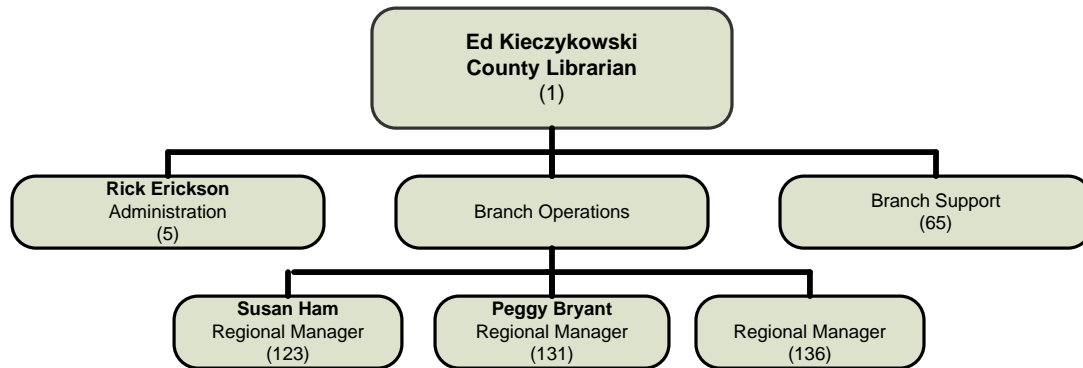 Ed Kieczykowski
County Librarian
(1)
Rick Erickson
Administration
(5)
Branch Operations
Branch Support
(65)
Susan Ham
Regional Manager
(123)
Peggy Bryant
Regional Manager
(131)
Regional Manager
(136)